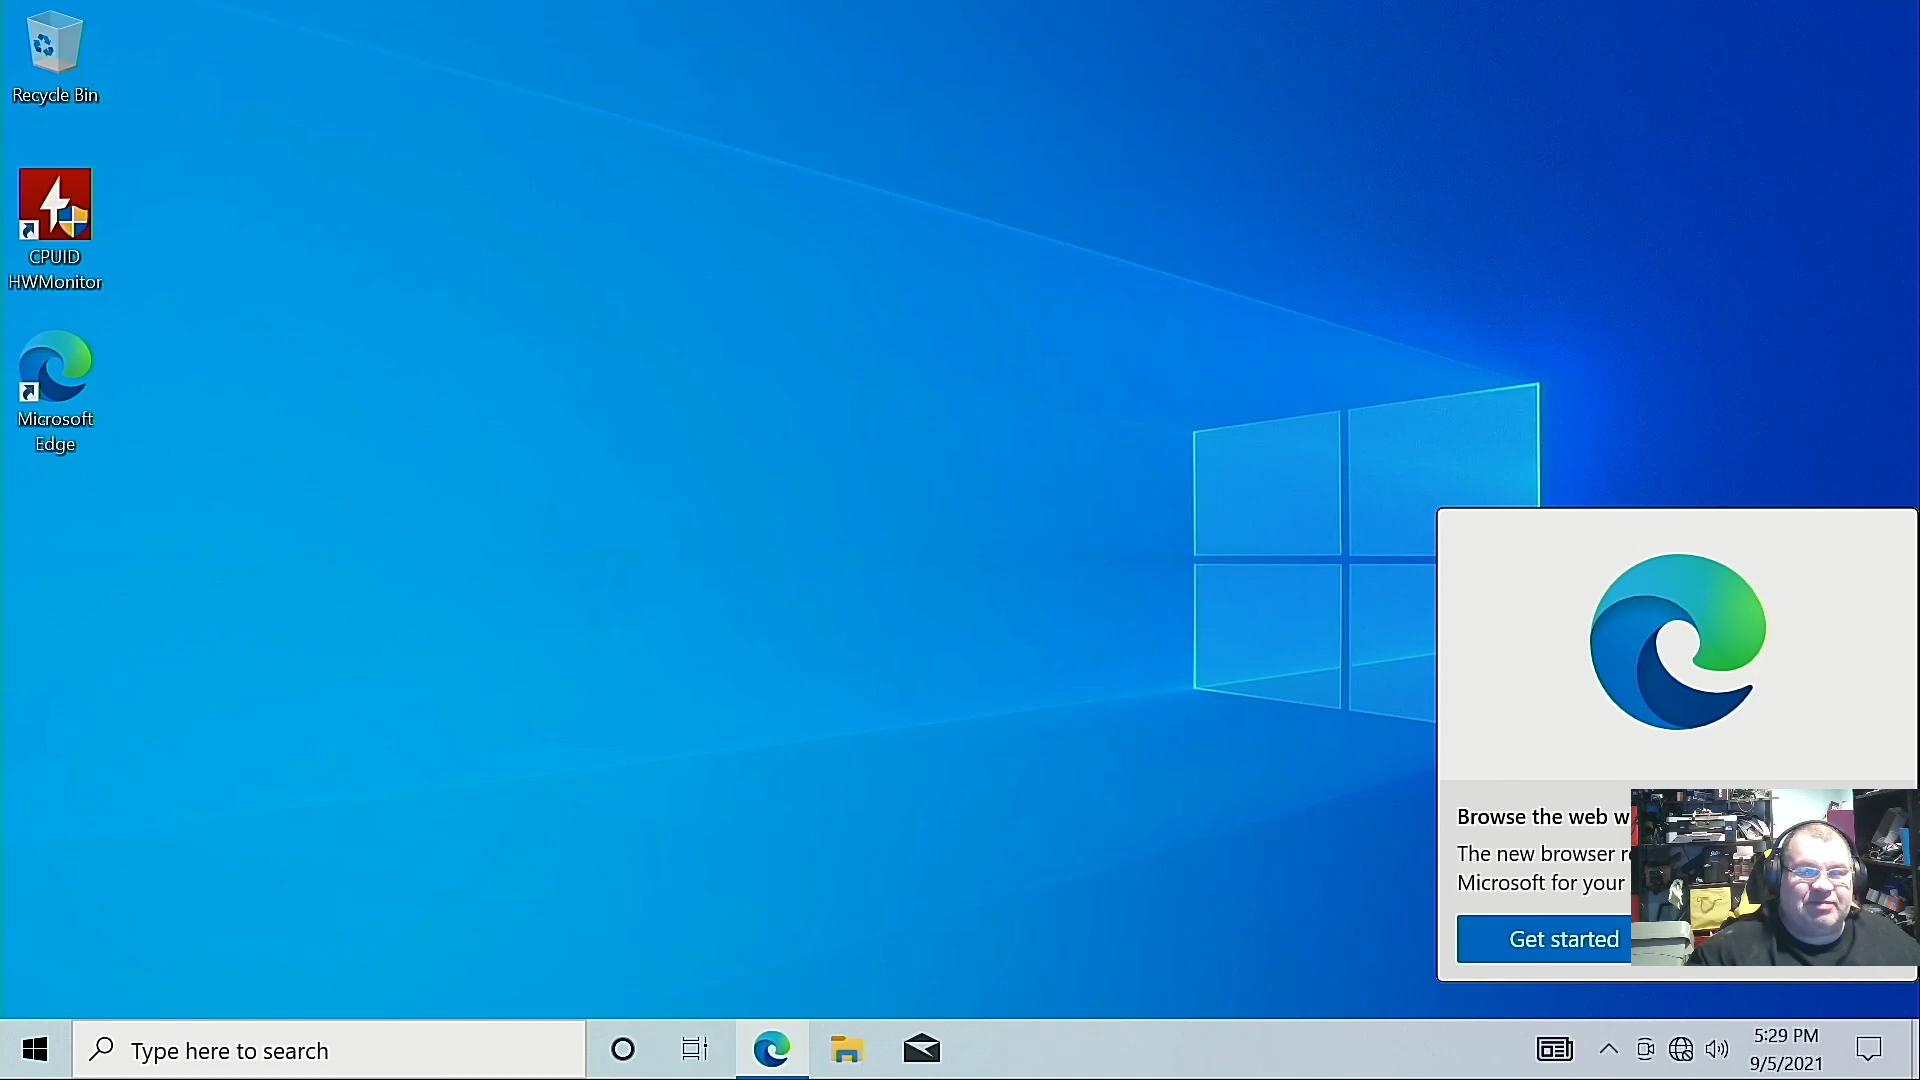 Recycle Bin
CPUID
HWMonitor
Microsoft
Edge
Browse the web w
The new browser r
Microsoft for your
Get started
Type here to search
5:29 PM
9/5/2021